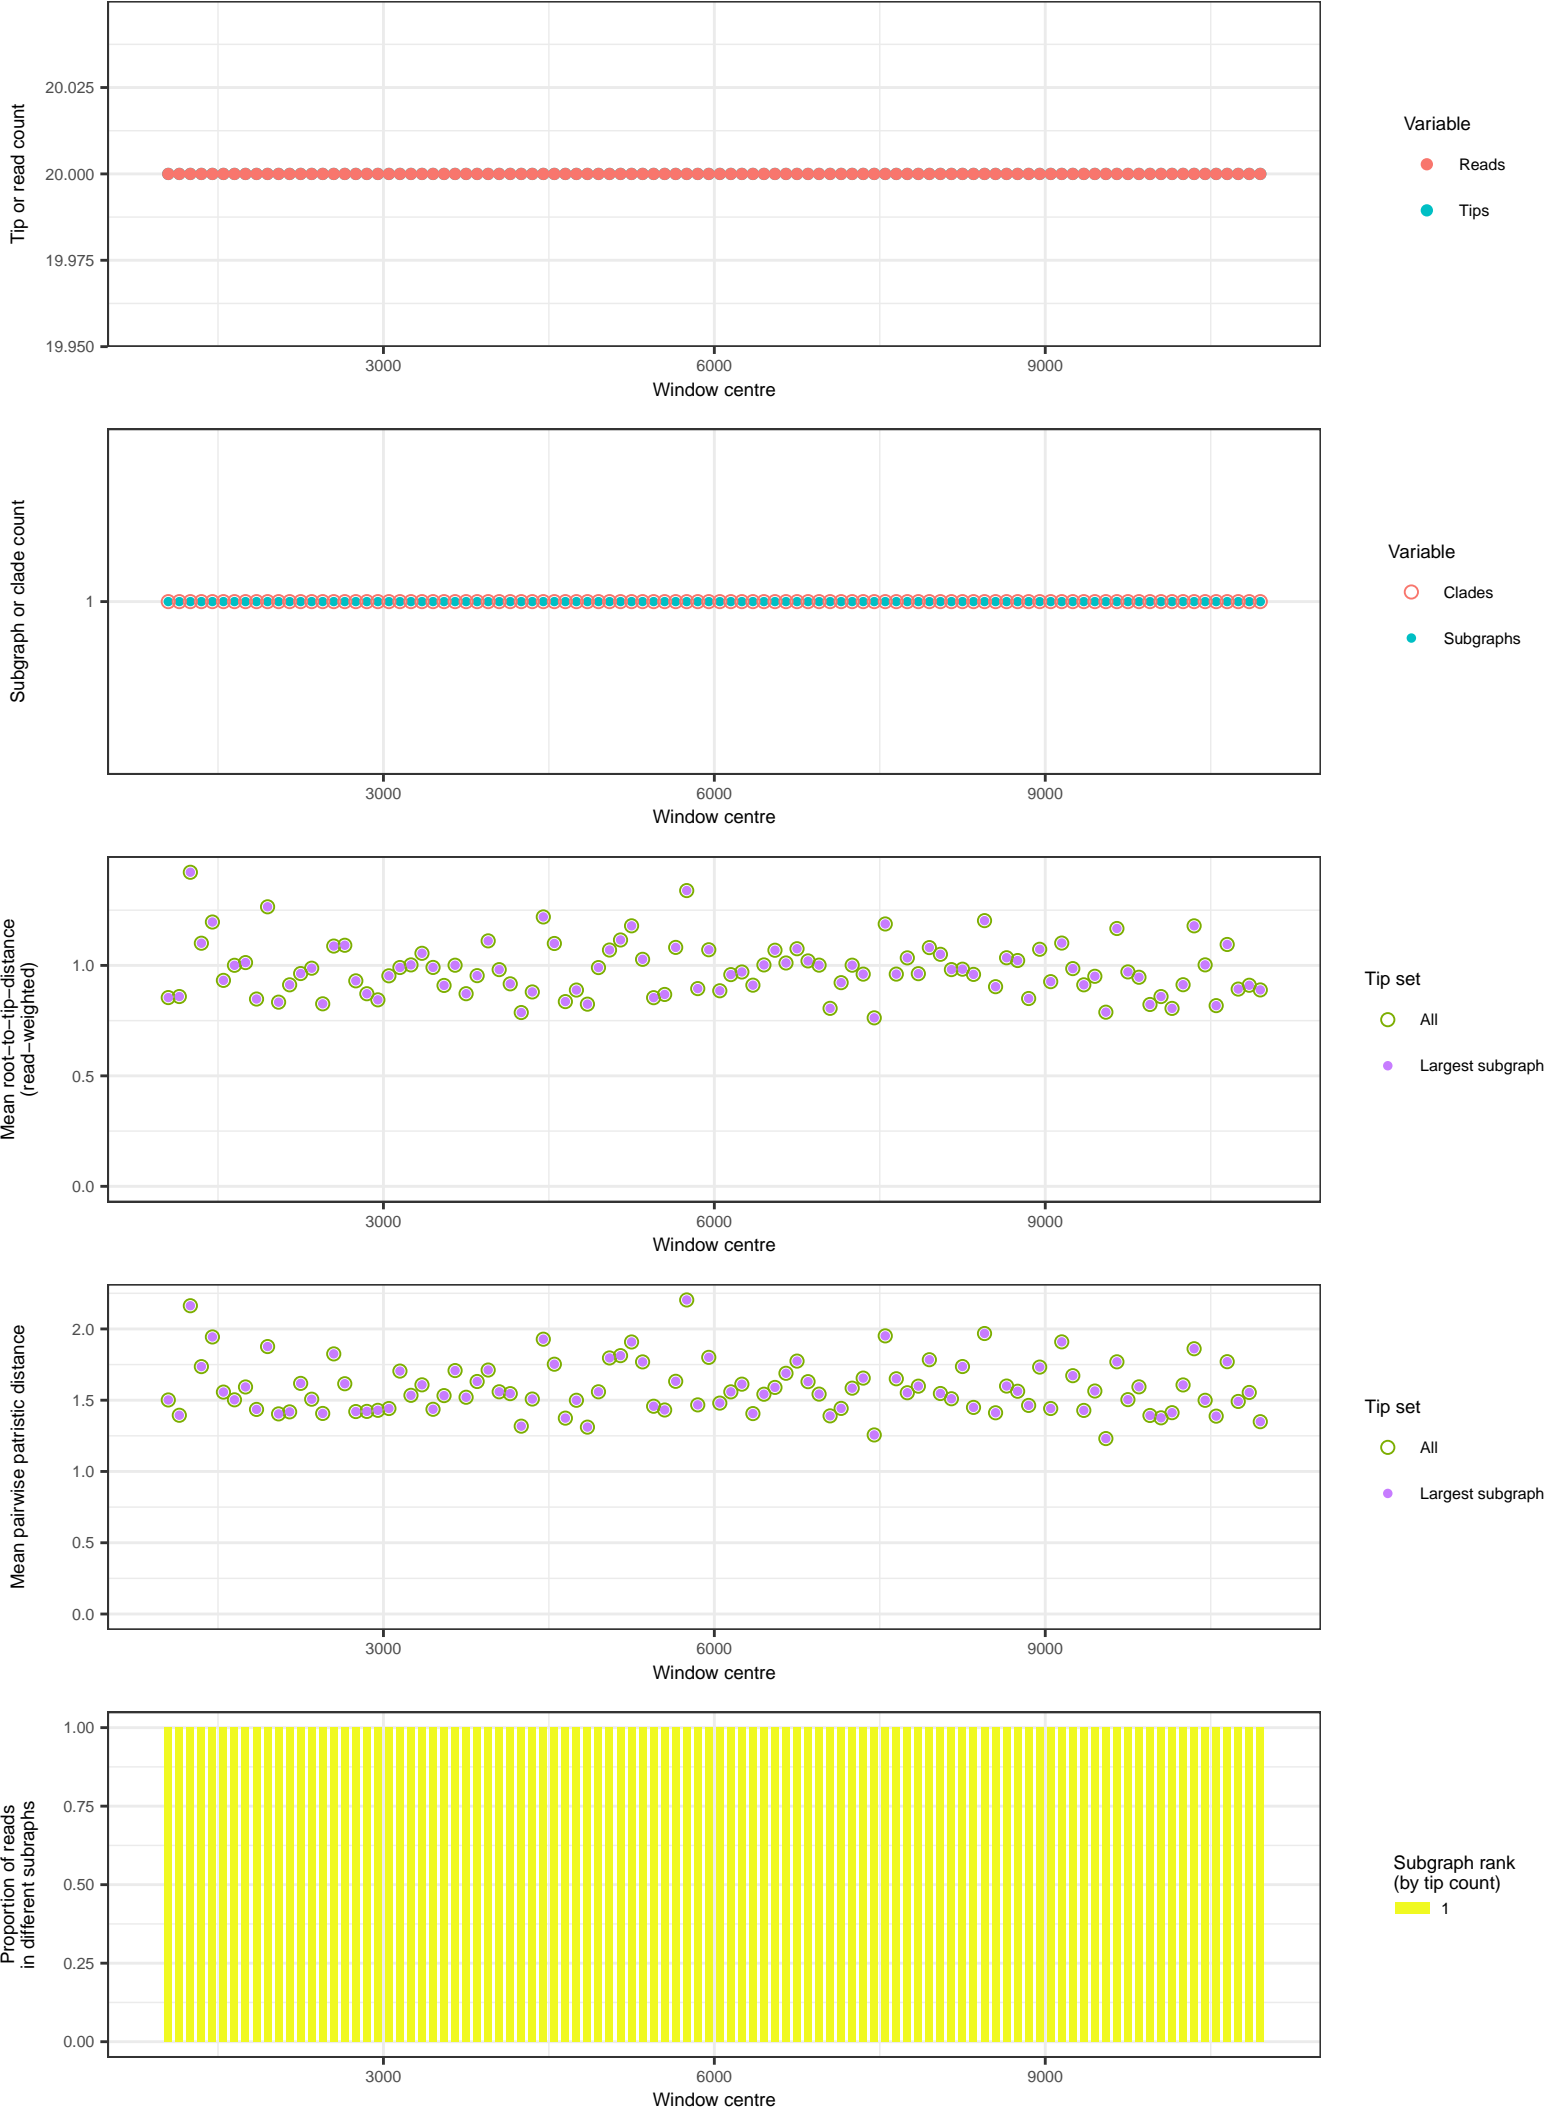 20.025
20.000
19.975
19.950
Tip or read count
3000
6000
9000
Window centre
Variable
Reads
Tips
1
Subgraph or clade count
3000
6000
9000
Window centre
Variable
Clades
Subgraphs
1.0
0.5
0.0
Mean root−to−tip−distance
(read−weighted)
3000
6000
9000
Window centre
Tip set
All
Largest subgraph
2.0
1.5
1.0
0.5
0.0
Mean pairwise patristic distance
3000
6000
9000
Window centre
Tip set
All
Largest subgraph
1.00
0.75
0.50
0.25
0.00
Proportion of reads
in different subraphs
3000
6000
9000
Window centre
Subgraph rank
(by tip count)
1